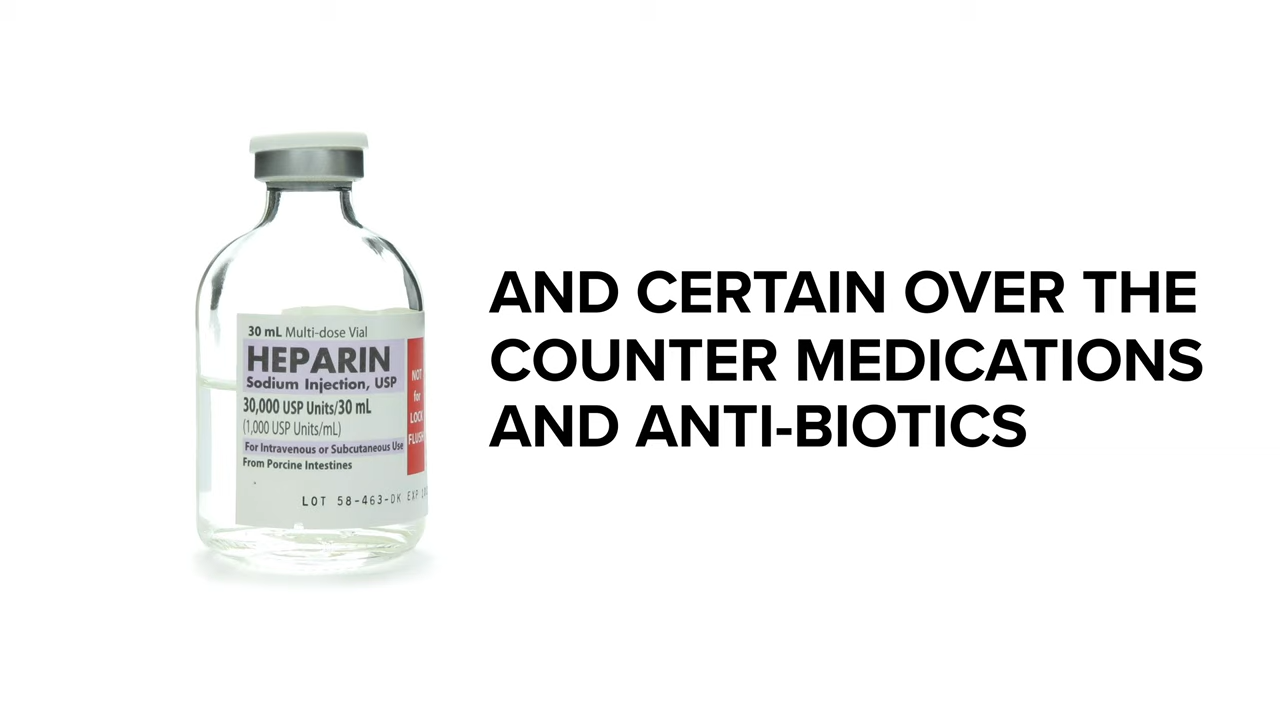 30 mL Multi-dose Vial
HEPARIN
Sodium Injection, USP
30,000 USP Units/30 mL
(1,000 USP Units/mL)
For Intravenous or Subcutaneous Use
From Porcine Intestines
LOT 58-463-DK EXP
NOT
for
LOCK
FLUSH
AND CERTAIN OVER THE
COUNTER MEDICATIONS
AND ANTI-BIOTICS